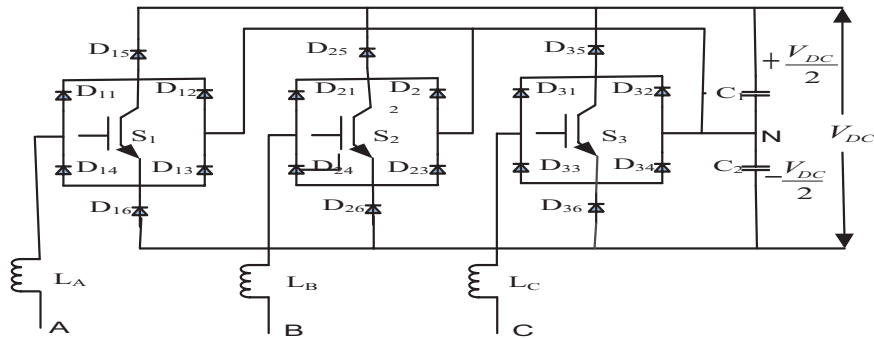 D15
D25
D35
+ VDC/2
D11
D12
D21
D2
2
D31
D32
C1
S1
S2
S3
N
VDC
D14
D13
D24
D23
D33
D34
C2
-VDC/2
D16
D26
D36
LA
LB
LC
A
B
C